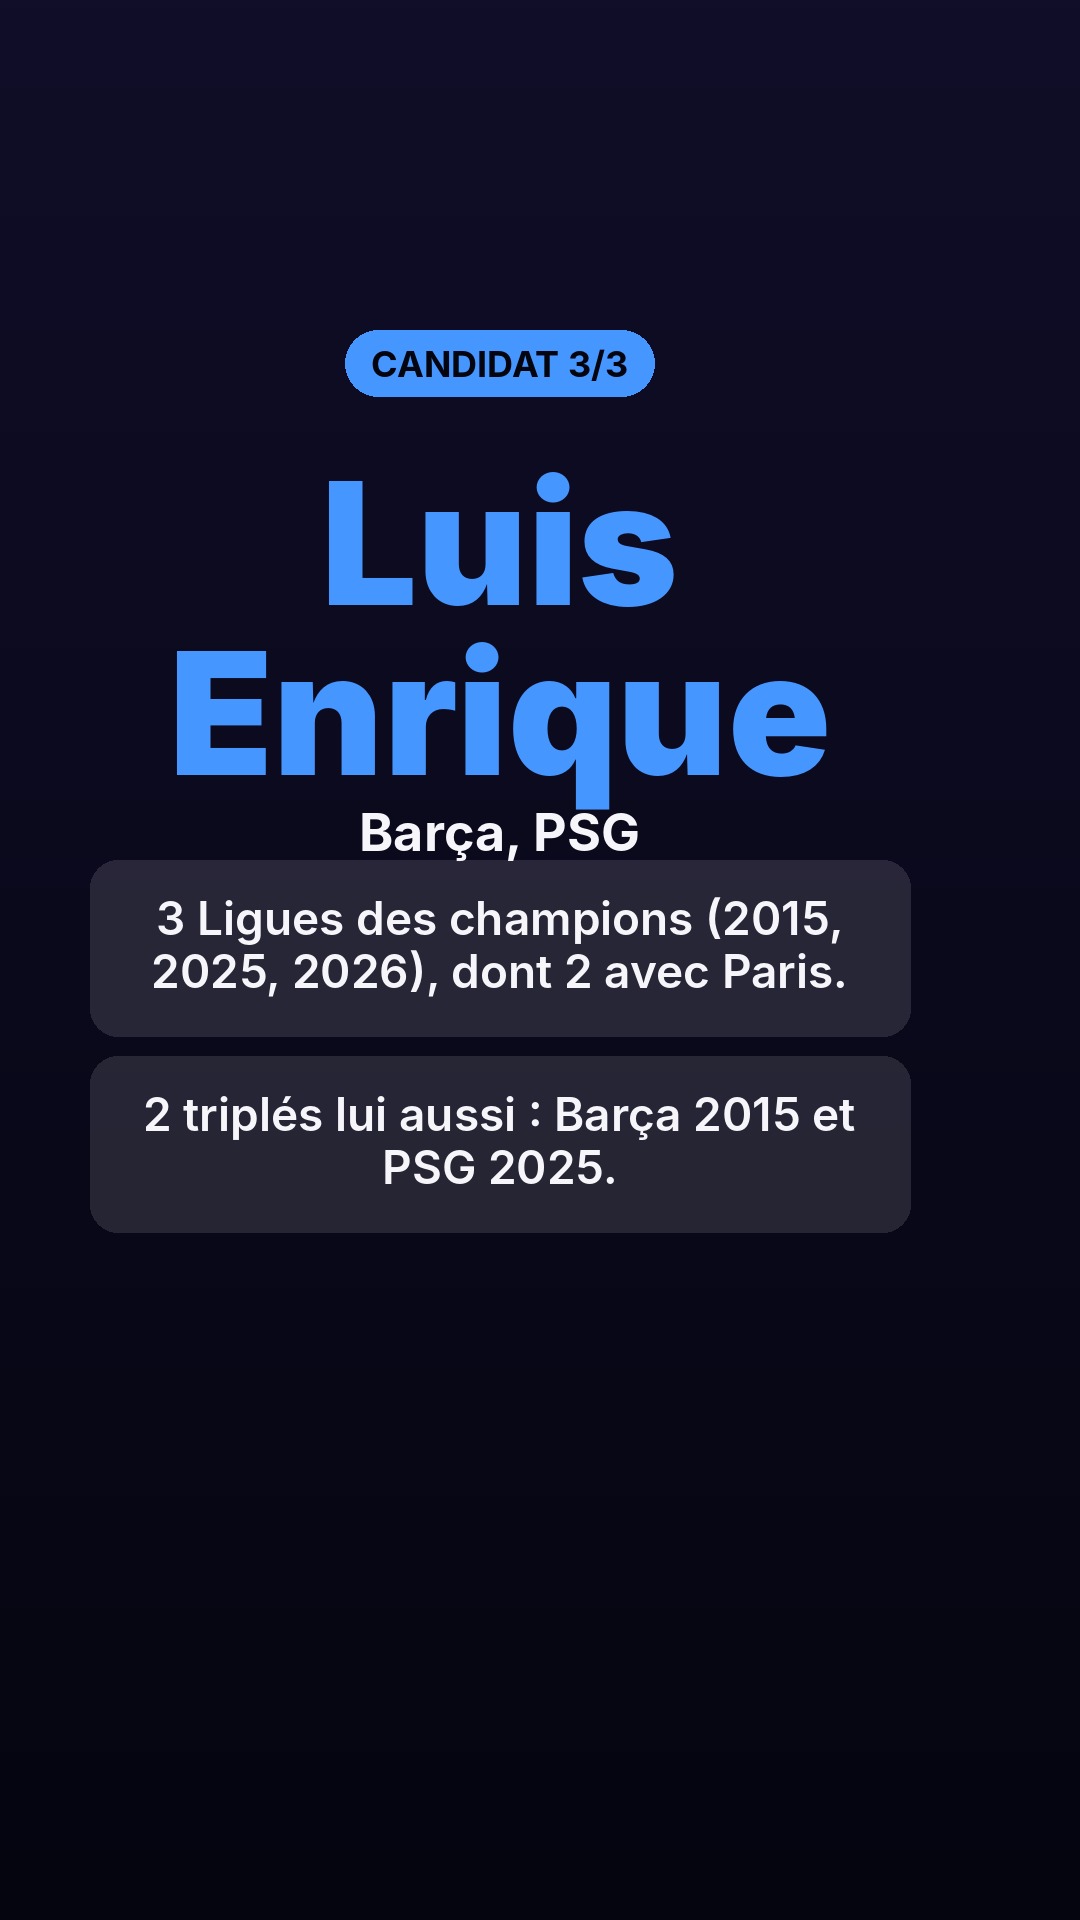 CANDIDAT 3/3
Luis
Enrique
Barça, PSG
3 Ligues des champions (2015,
2025, 2026), dont 2 avec Paris.
2 triplés lui aussi : Barça 2015 et
PSG 2025.